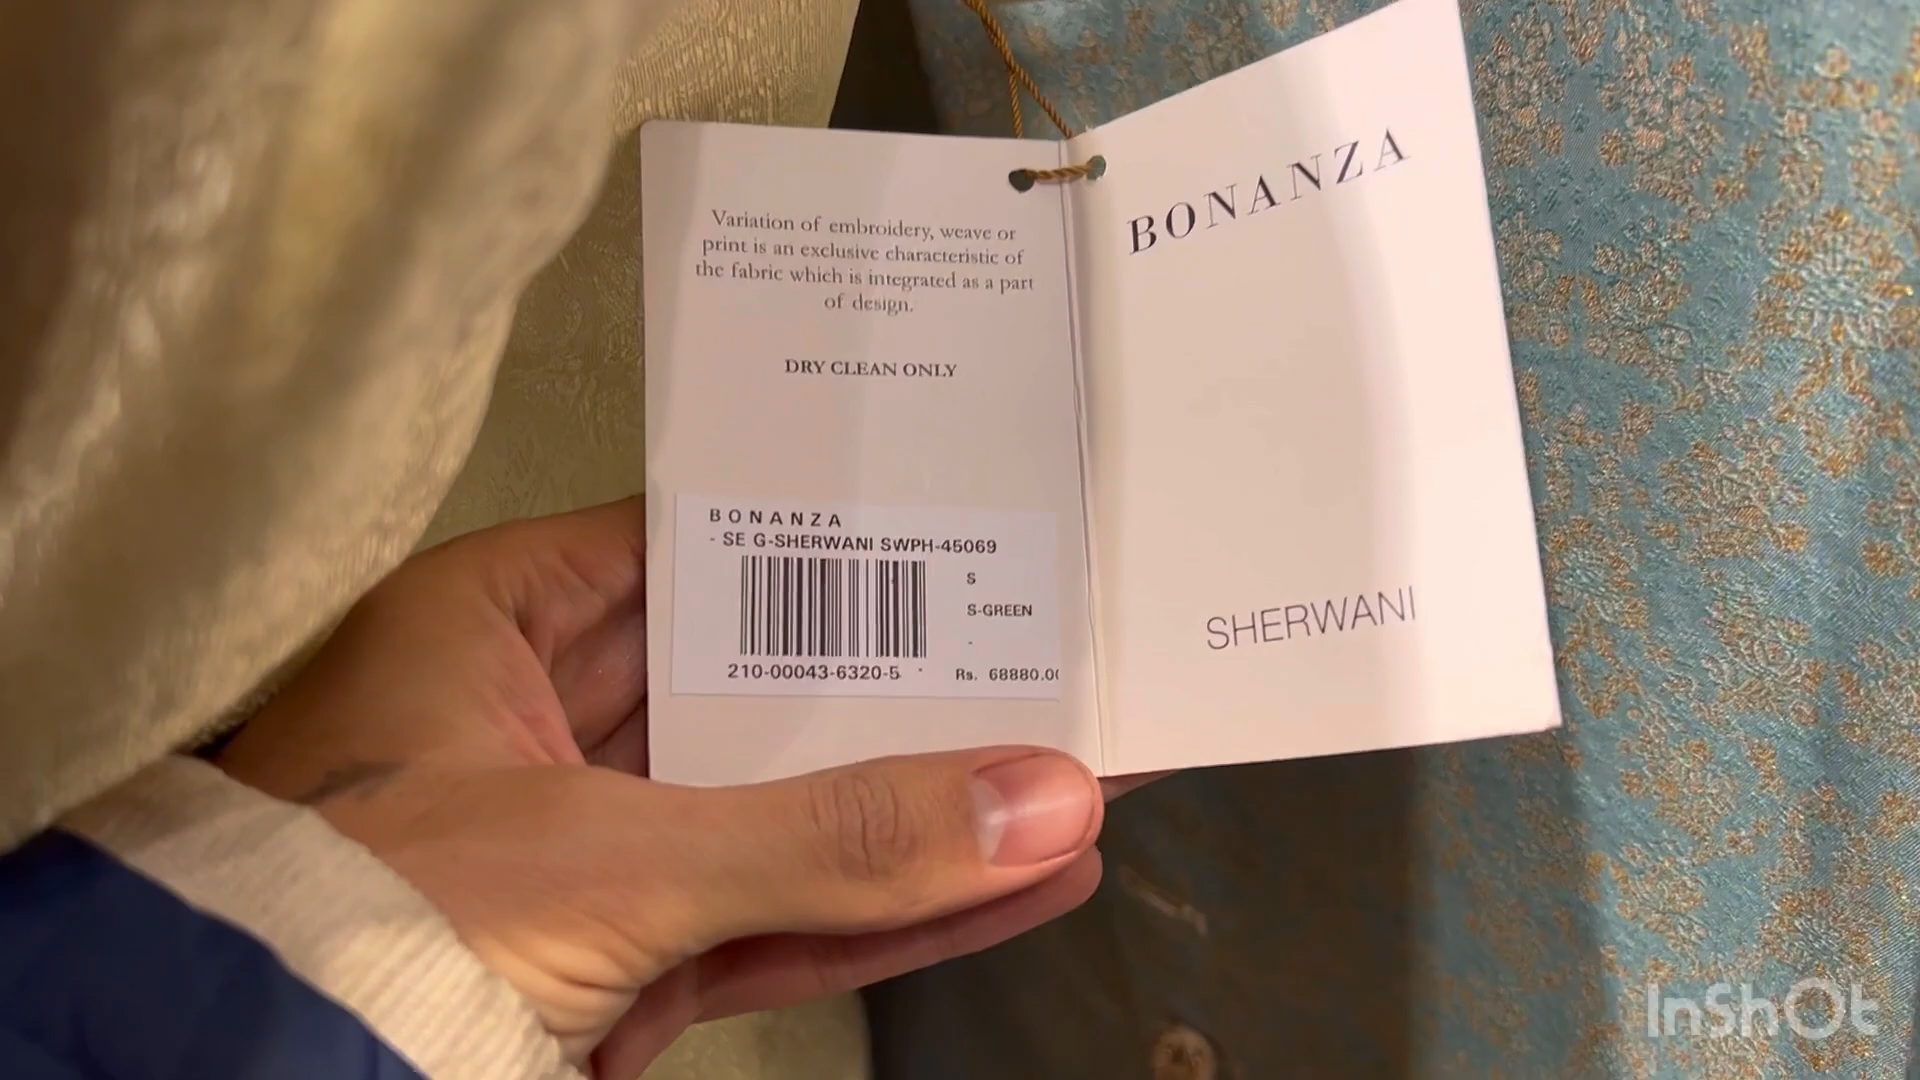 Variation of embroidery, weave or
print is an exclusive characteristic of
the fabric which is integrated as a part
of design.
DRY CLEAN ONLY
BONANZA
- SE G-SHERWANI SWPH-45069
S
S-GREEN
-
210-00043-6320-5
Rs. 68880.00
BONANZA
SHERWANI
InShOt